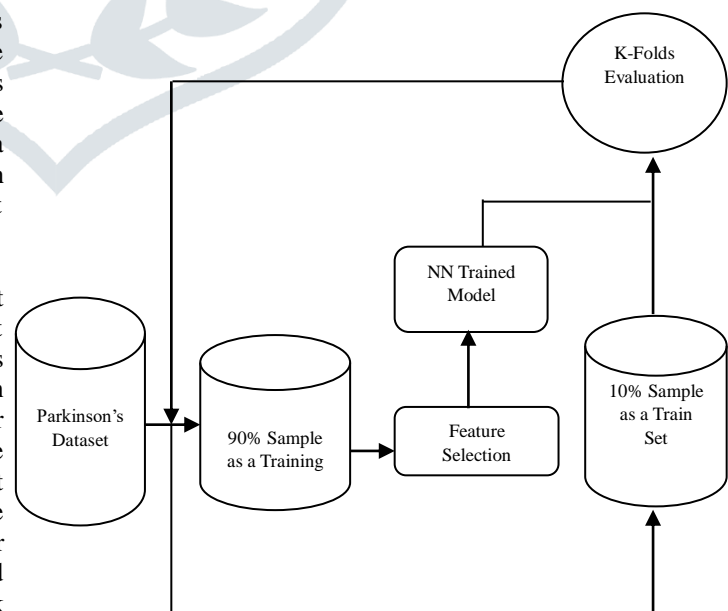 K-Folds
Evaluation
NN Trained
Model
Parkinson's
Dataset
90% Sample
as a Training
Feature
Selection
10% Sample
as a Train
Set